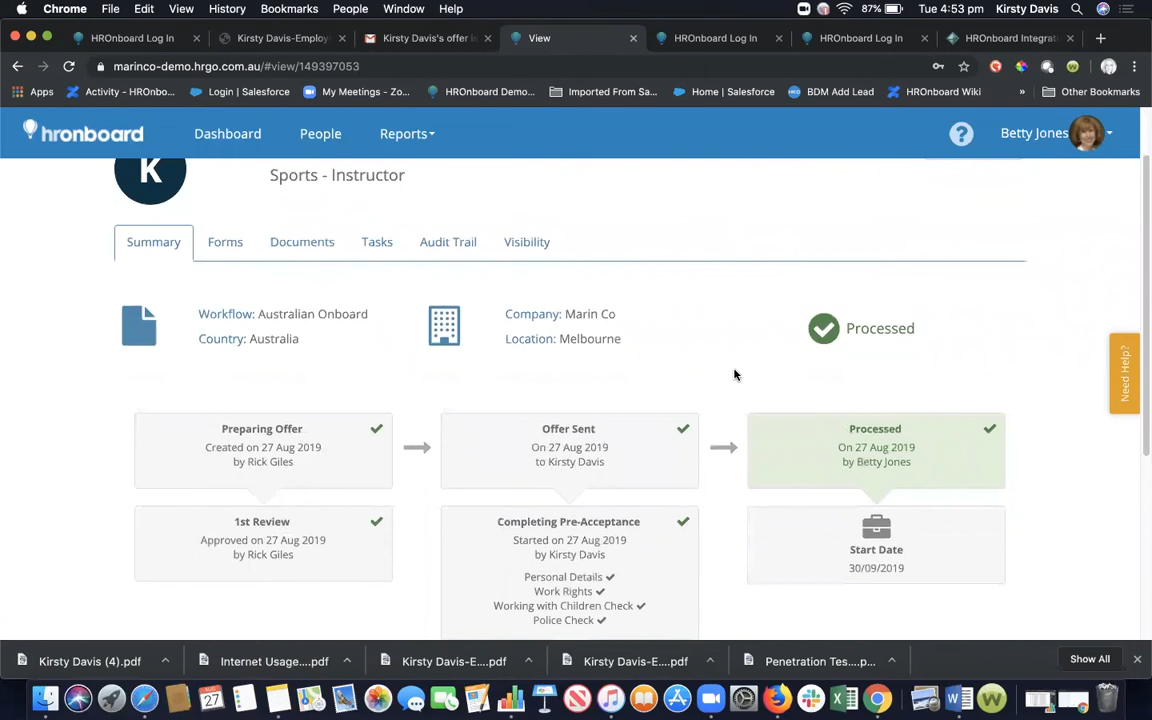 Chrome File Edit View History Bookmarks People Window Help 87% Tue 4:53 pm Kirsty Davis
HROnboard Log In Kirsty Davis-Employ Kirsty Davis's offer is View HROnboard Log In HROnboard Log In HROnboard Integrat
marinco-demo.hrgo.com.au/#view/149397053
Apps Activity - HROnbo... Login | Salesforce My Meetings - Zo... HROnboard Demo... Imported From Sa... Home | Salesforce BDM Add Lead HROnboard Wiki » Other Bookmarks
hronboard Dashboard People Reports ? Betty Jones
K
Sports - Instructor
Summary Forms Documents Tasks Audit Trail Visibility
Workflow: Australian Onboard Company: Marin Co
Processed
Country: Australia Location: Melbourne
Need Help?
Preparing Offer
Created on 27 Aug 2019
by Rick Giles
Offer Sent
On 27 Aug 2019
to Kirsty Davis
Processed
On 27 Aug 2019
by Betty Jones
1st Review
Approved on 27 Aug 2019
by Rick Giles
Completing Pre-Acceptance
Started on 27 Aug 2019
by Kirsty Davis
Personal Details
Work Rights
Working with Children Check
Police Check
Start Date
30/09/2019
Kirsty Davis (4).pdf Internet Usage....pdf Kirsty Davis-E....pdf Kirsty Davis-E....pdf Penetration Tes....p... Show All
27